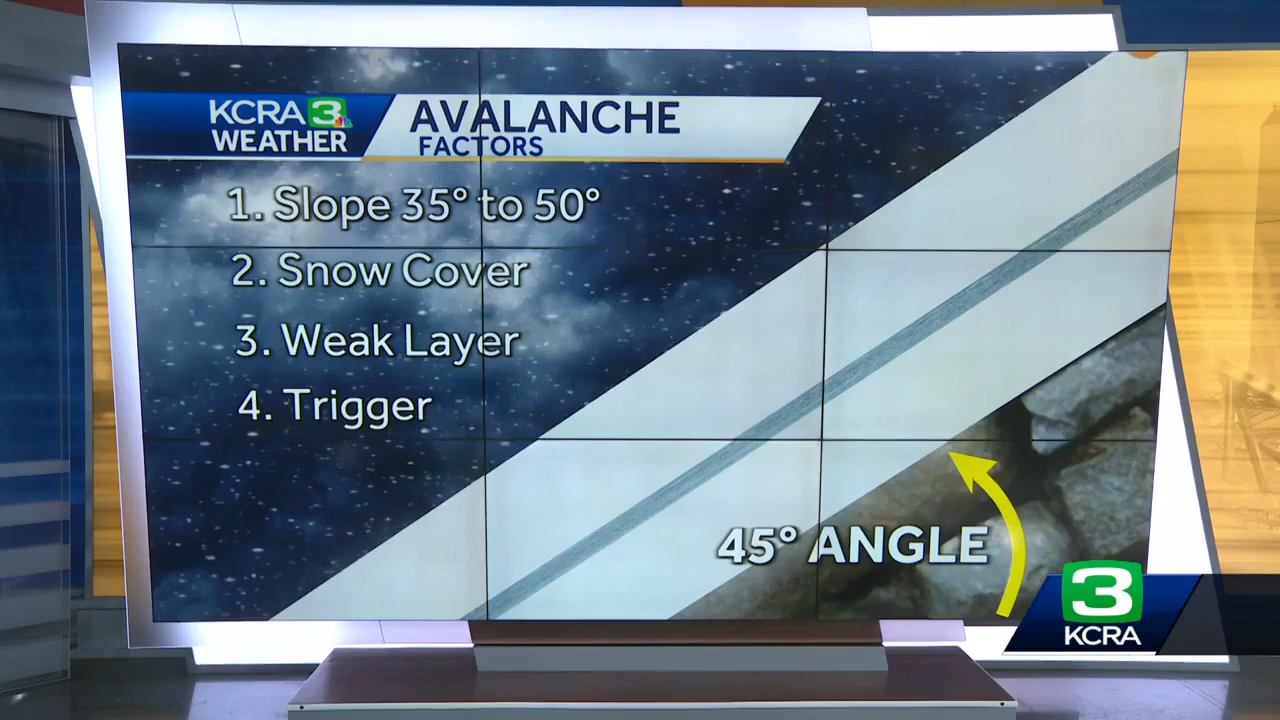 KCRA 3
WEATHER
AVALANCHE
FACTORS
1. Slope 35° to 50°
2. Snow Cover
3. Weak Layer
4. Trigger
45° ANGLE
3
KCRA